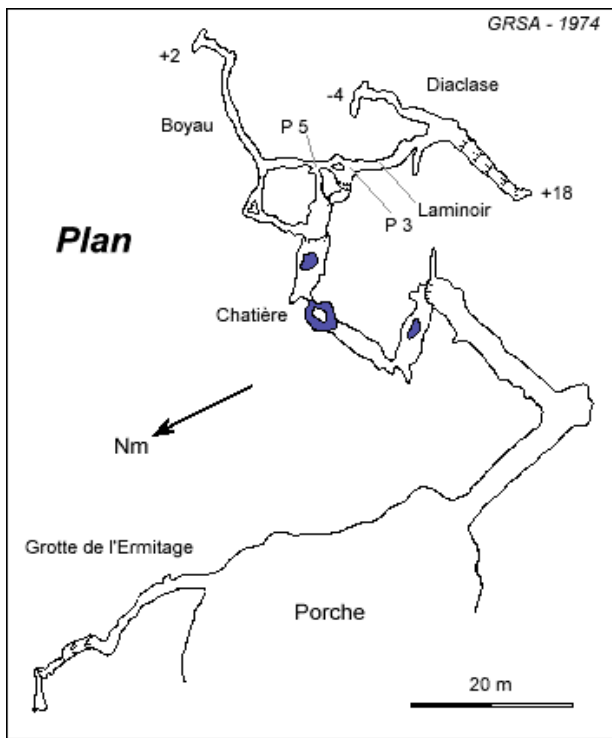 GRSA - 1974
+2
-4
Diaclase
Boyau
P 5
+18
Laminoir
P 3
Plan
Chatière
Nm
Grotte de l'Ermitage
Porche
20 m